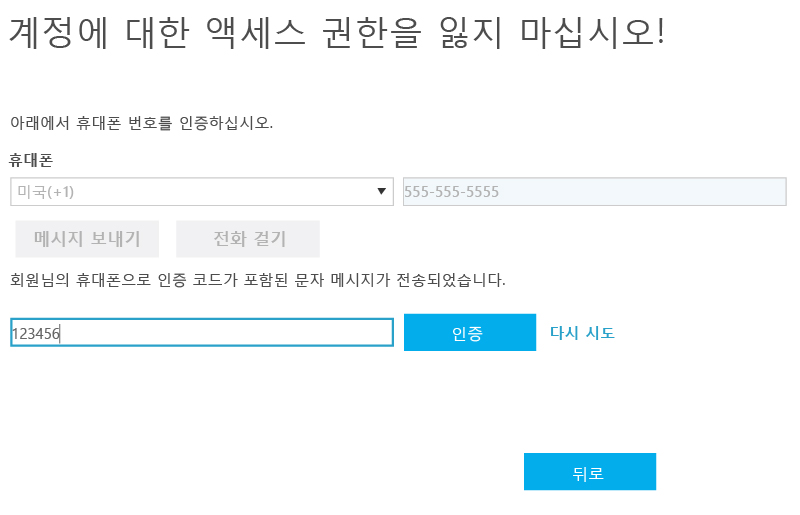 계정에 대한 액세스 권한을 잃지 마십시오!
아래에서 휴대폰 번호를 인증하십시오.
휴대폰
미국(+1) 555-555-5555
메시지 보내기 전화 걸기
회원님의 휴대폰으로 인증 코드가 포함된 문자 메시지가 전송되었습니다.
123456 인증 다시 시도
뒤로